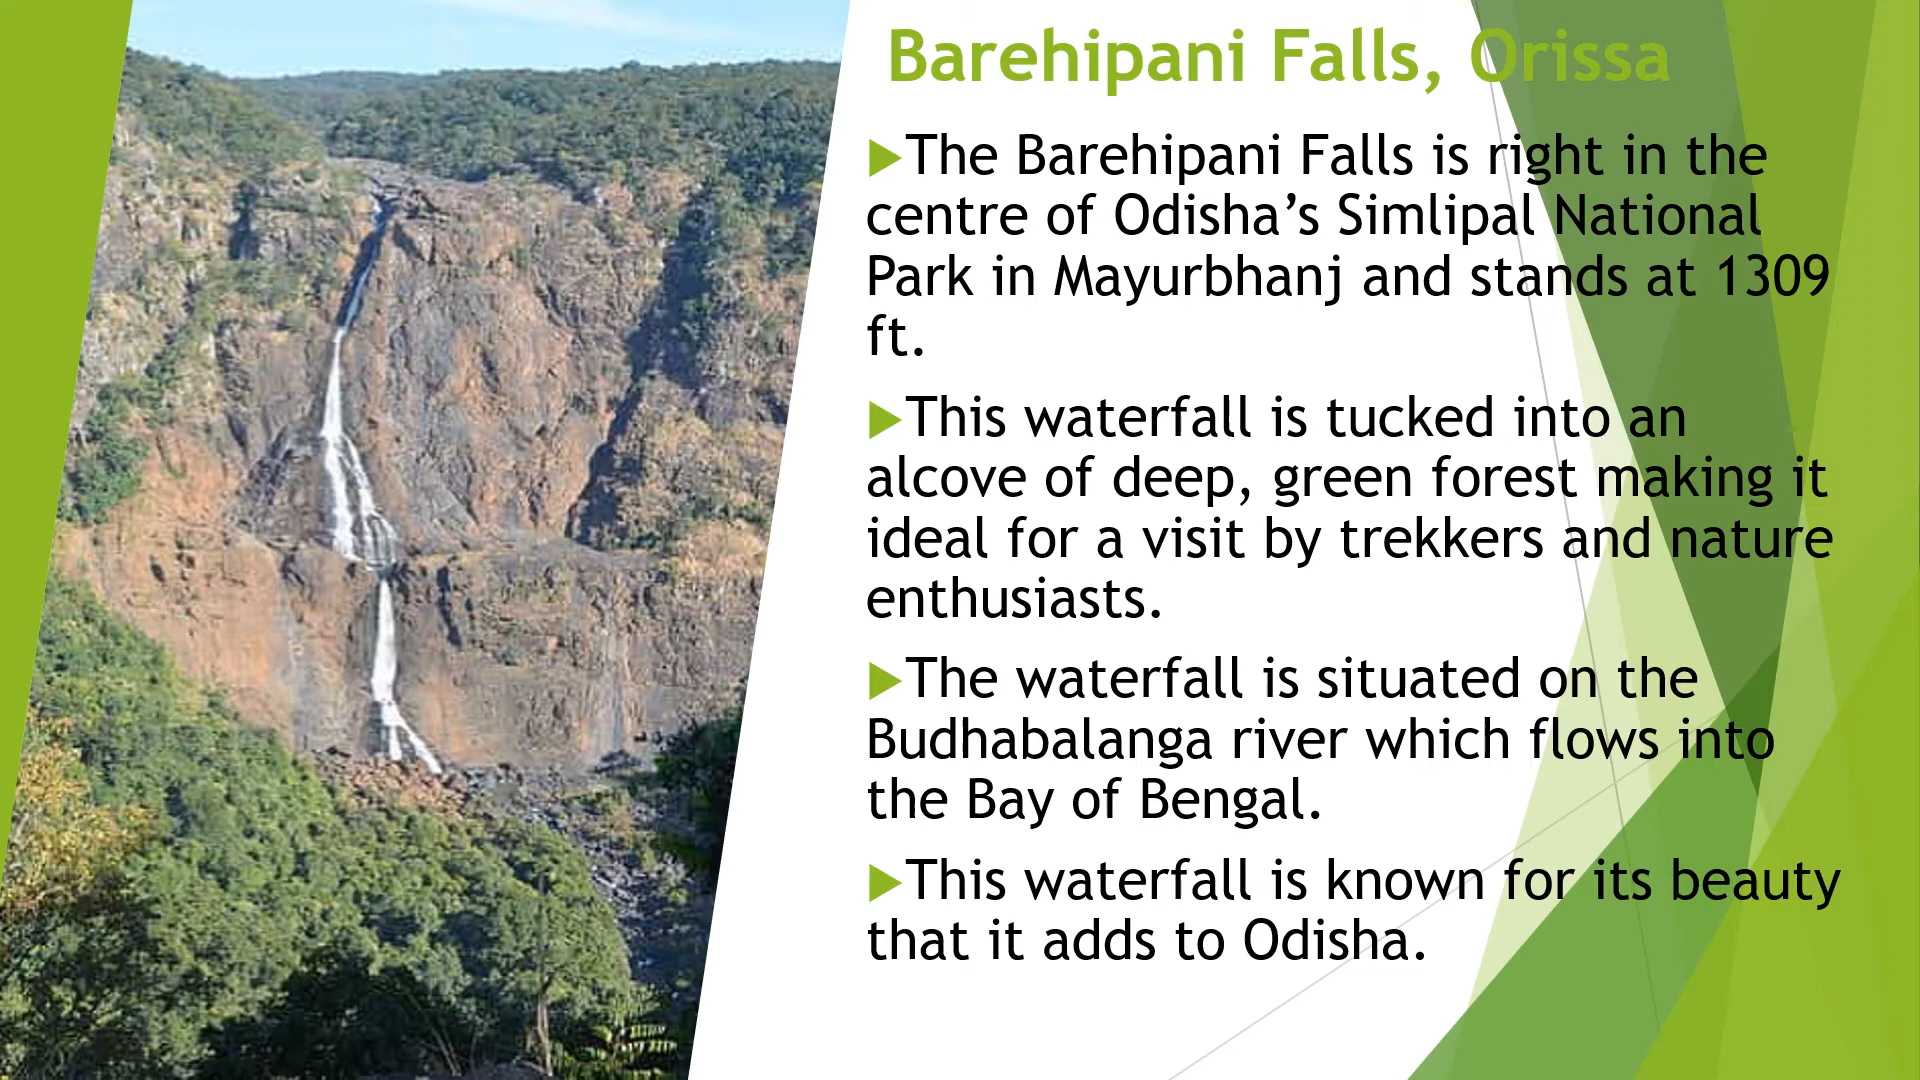 Barehipani Falls, Orissa
▶The Barehipani Falls is right in the
centre of Odisha’s Simlipal National
Park in Mayurbhanj and stands at 1309
ft.
▶This waterfall is tucked into an
alcove of deep, green forest making it
ideal for a visit by trekkers and nature
enthusiasts.
▶The waterfall is situated on the
Budhabalanga river which flows into
the Bay of Bengal.
▶This waterfall is known for its beauty
that it adds to Odisha.